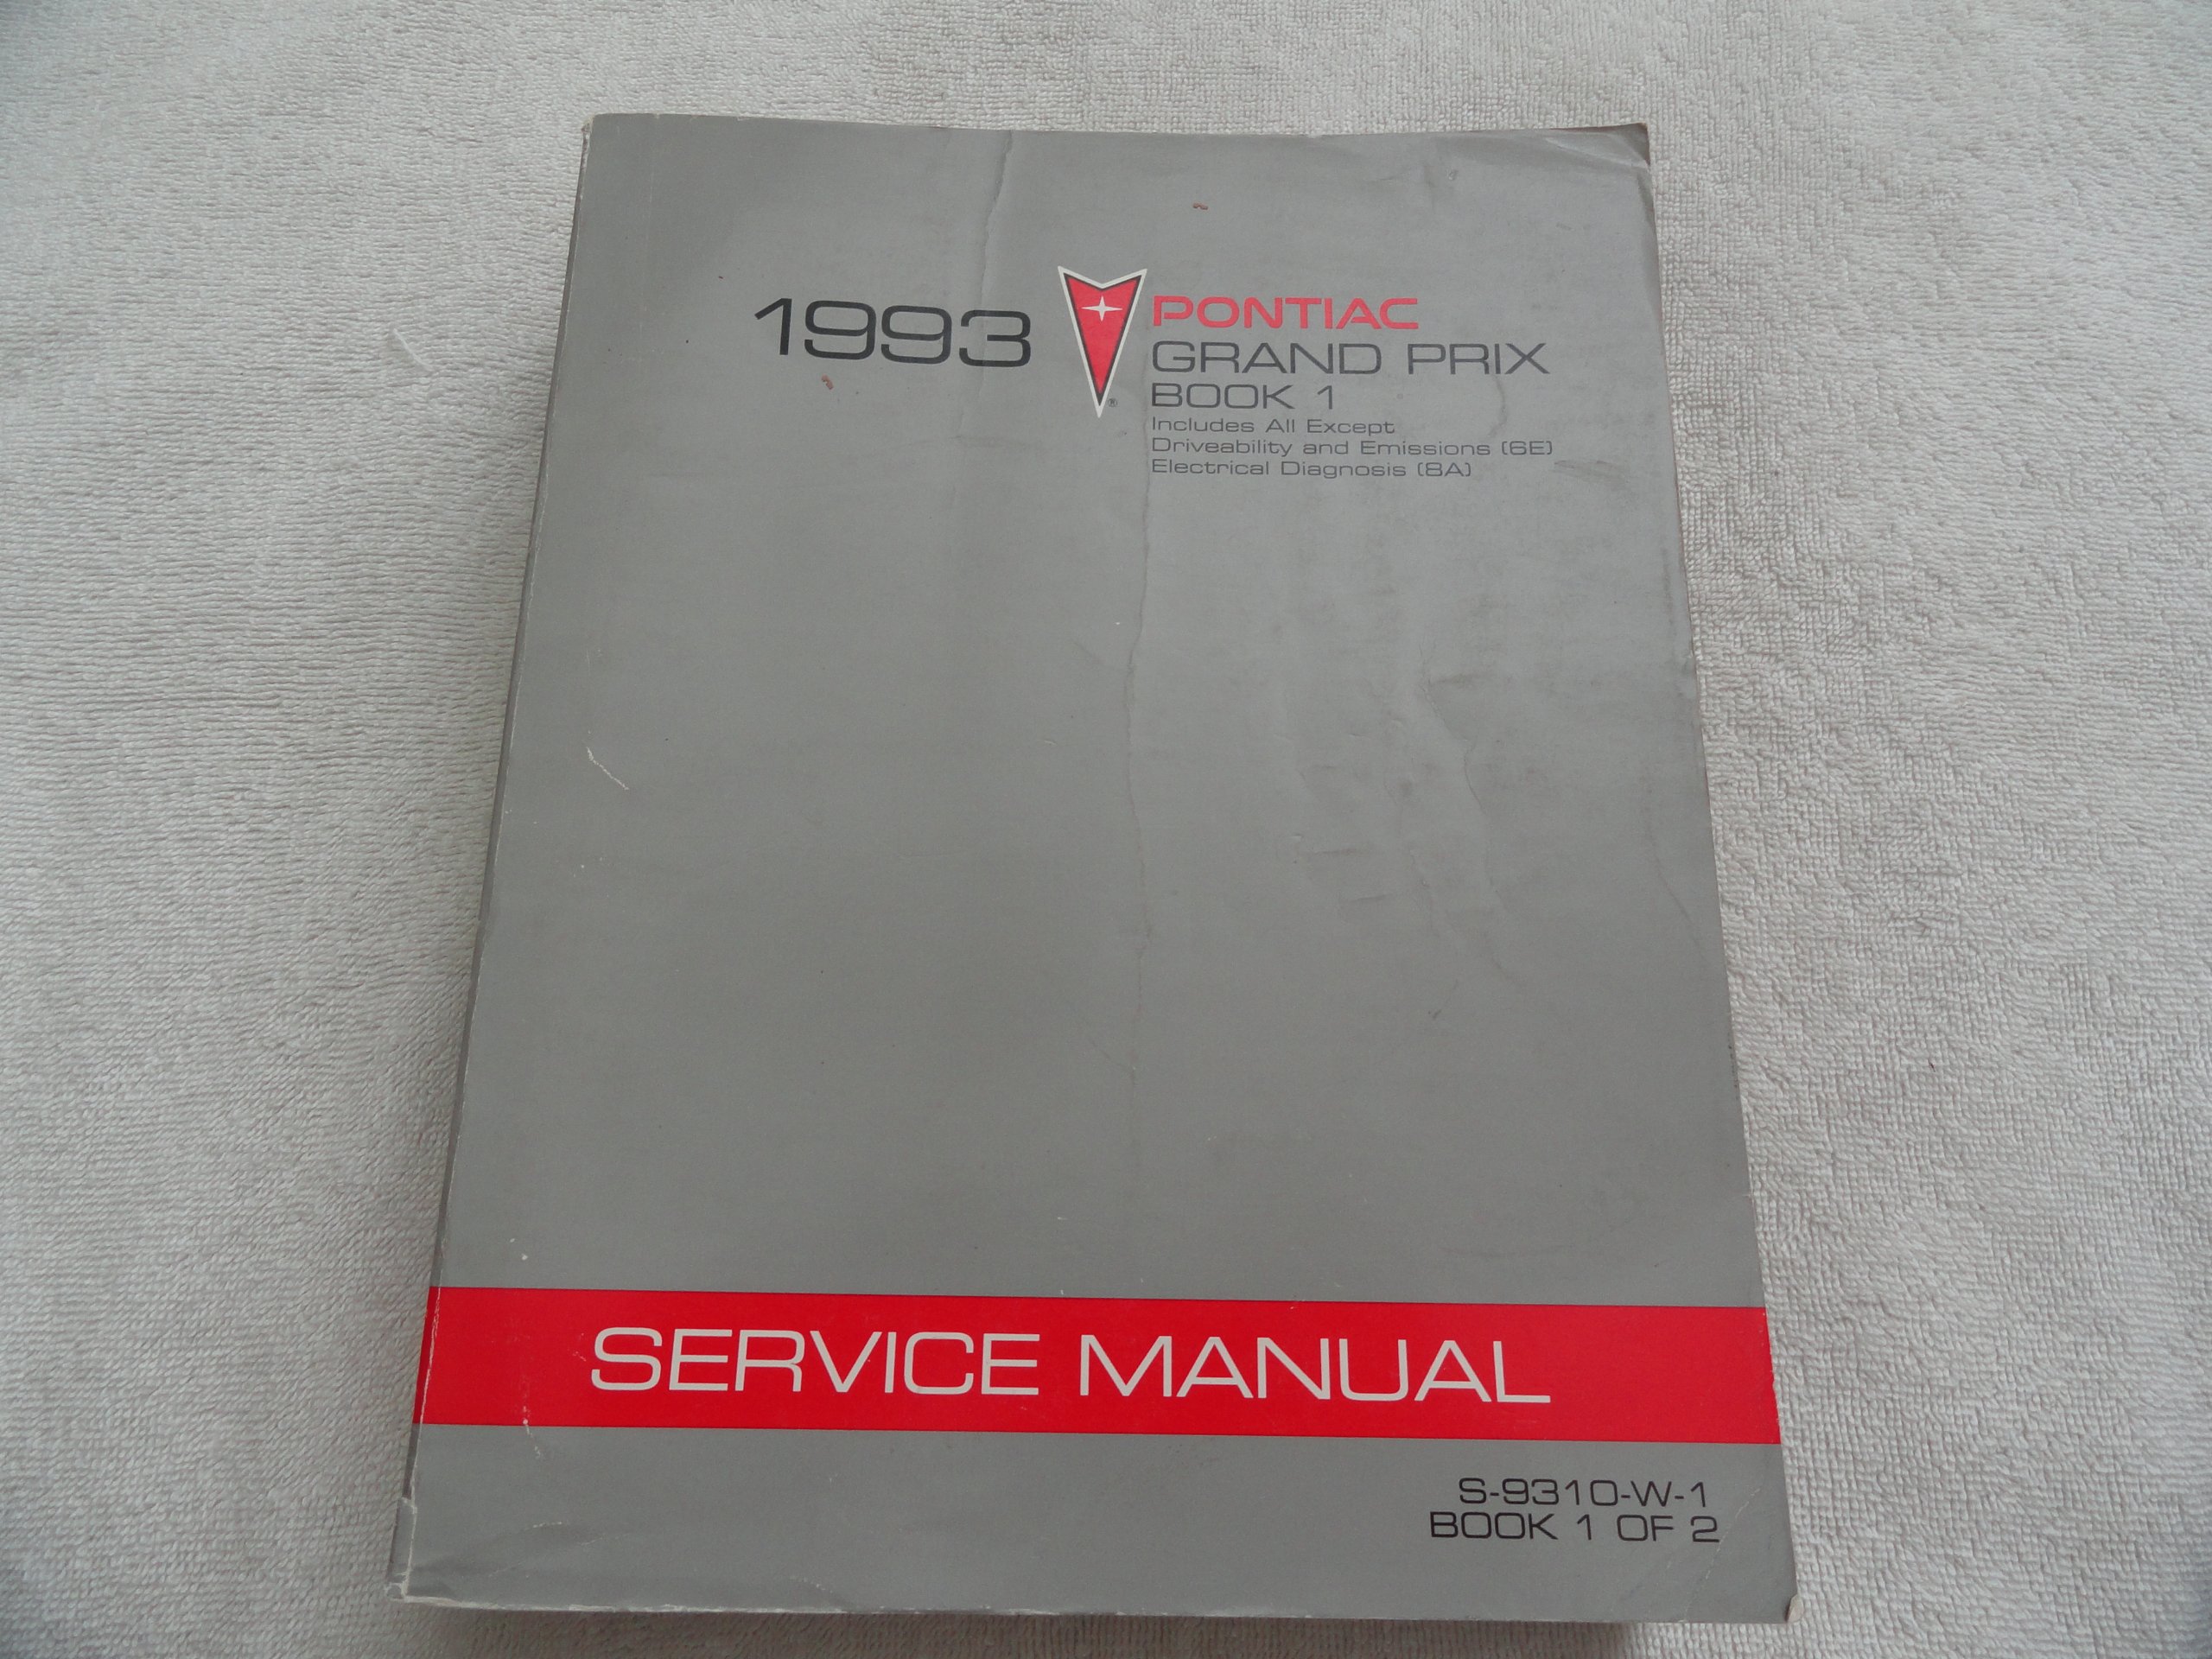 1993
PONTIAC
GRAND PRIX
BOOK 1
Includes All Except
Driveability and Emissions (6E)
Electrical Diagnosis (8A)
®
SERVICE MANUAL
S-9310-W-1
BOOK 1 OF 2